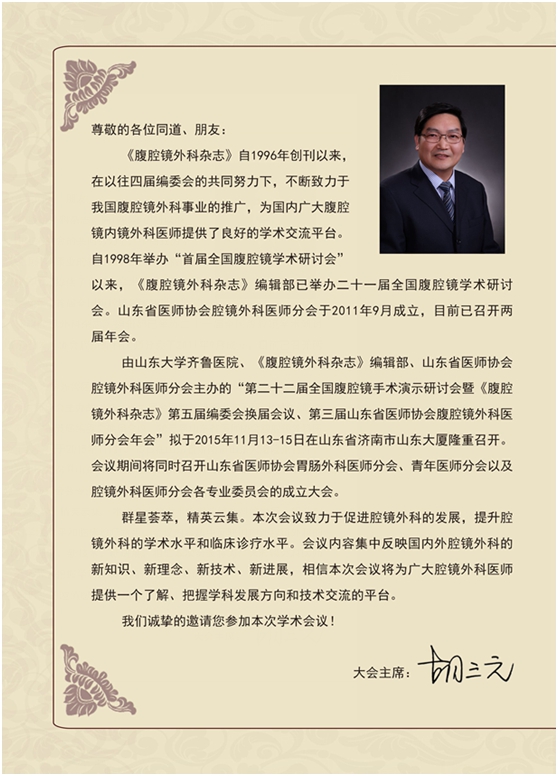 尊敬的各位同道、朋友：
《腹腔镜外科杂志》自1996年创刊以来，
在以往四届编委会的共同努力下，不断致力于
我国腹腔镜外科事业的推广，为国内广大腹腔
镜内镜外科医师提供了良好的学术交流平台。
自1998年举办“首届全国腹腔镜学术研讨会”
以来，《腹腔镜外科杂志》编辑部已举办二十一届全国腹腔镜学术研讨
会。山东省医师协会腔镜外科医师分会于2011年9月成立，目前已召开两
届年会。
由山东大学齐鲁医院、《腹腔镜外科杂志》编辑部、山东省医师协会
腔镜外科医师分会主办的“第二十二届全国腹腔镜手术演示研讨会暨《腹腔
镜外科杂志》第五届编委会换届会议、第三届山东省医师协会腹腔镜外科医
师分会年会”拟于2015年11月13-15日在山东省济南市山东大厦隆重召开。
会议期间将同时召开山东省医师协会胃肠外科医师分会、青年医师分会以及
腔镜外科医师分会各专业委员会的成立大会。
群星荟萃，精英云集。本次会议致力于促进腔镜外科的发展，提升腔
镜外科的学术水平和临床诊疗水平。会议内容集中反映国内外腔镜外科的
新知识、新理念、新技术、新进展，相信本次会议将为广大腔镜外科医师
提供一个了解、把握学科发展方向和技术交流的平台。
我们诚挚的邀请您参加本次学术会议！
大会主席：胡三元